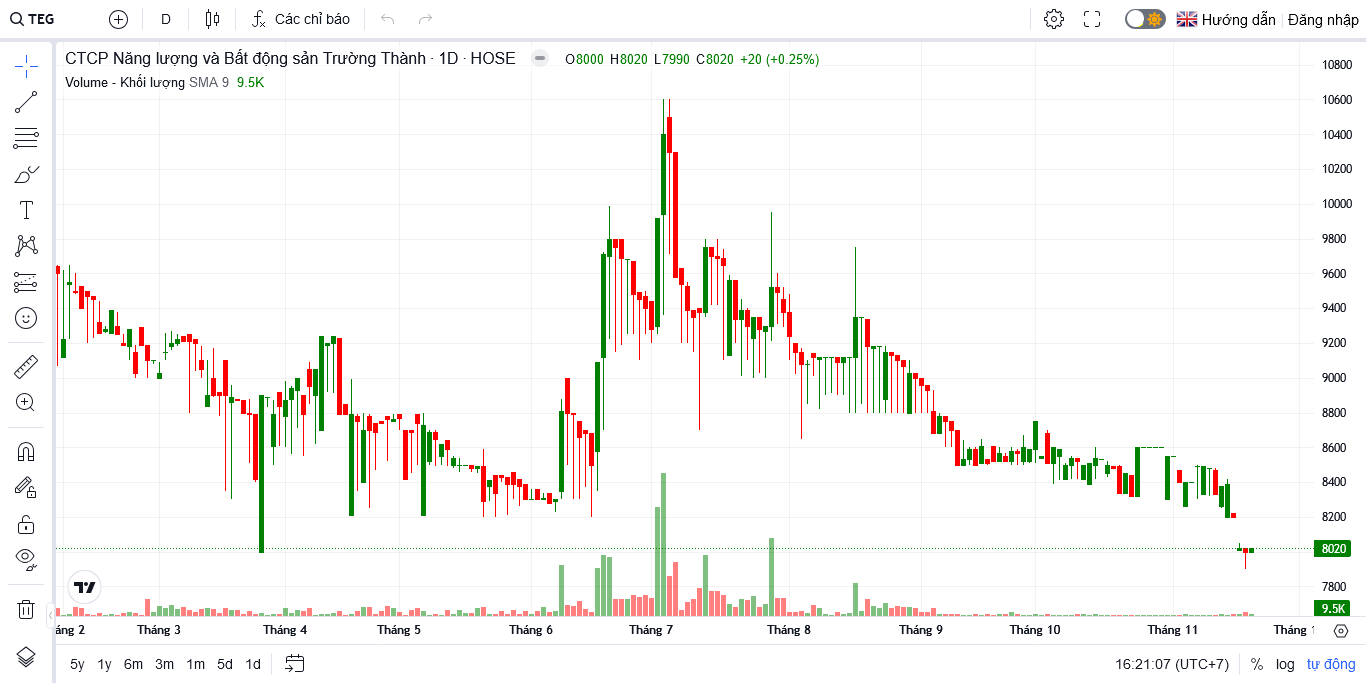 TEG D Các chỉ báo Hướng dẫn Đăng nhập
CTCP Năng lượng và Bất động sản Trường Thành · 1D · HOSE O8000 H8020 L7990 C8020 +20 (+0.25%)
Volume - Khối lượng SMA 9 9.5K
10800
10600
10400
10200
10000
9800
9600
9400
9200
9000
8800
8600
8400
8200
8020
7800
9.5K
áng 2 Tháng 3 Tháng 4 Tháng 5 Tháng 6 Tháng 7 Tháng 8 Tháng 9 Tháng 10 Tháng 11 Tháng 1
5y 1y 6m 3m 1m 5d 1d 16:21:07 (UTC+7) % log tự động